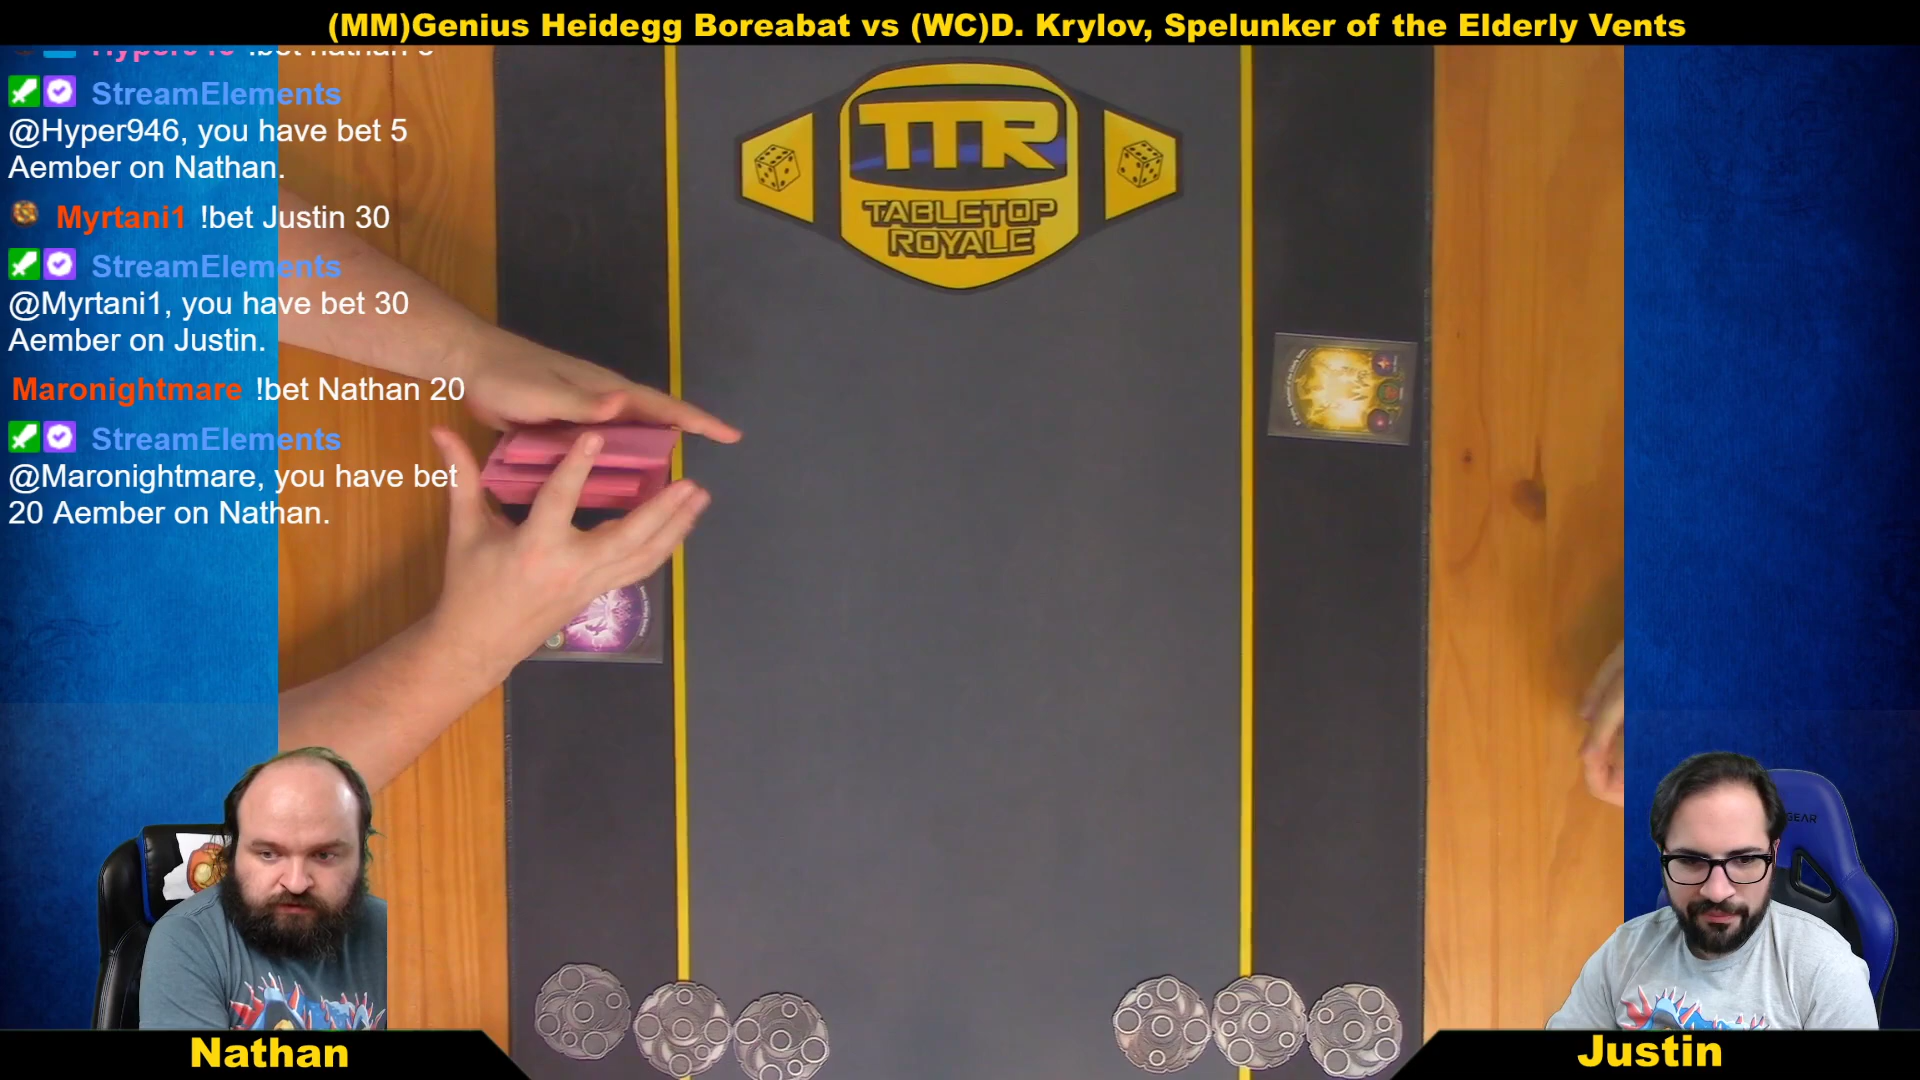 (MM)Genius Heidegg Boreabat vs (WC)D. Krylov, Spelunker of the Elderly Vents
StreamElements
@Hyper946, you have bet 5
Aember on Nathan.
Myrtani1 !bet Justin 30
StreamElements
@Myrtani1, you have bet 30
Aember on Justin.
Maronightmare !bet Nathan 20
StreamElements
@Maronightmare, you have bet
20 Aember on Nathan.
TTR
TABLETOP
ROYALE
GEAR
Nathan
Justin